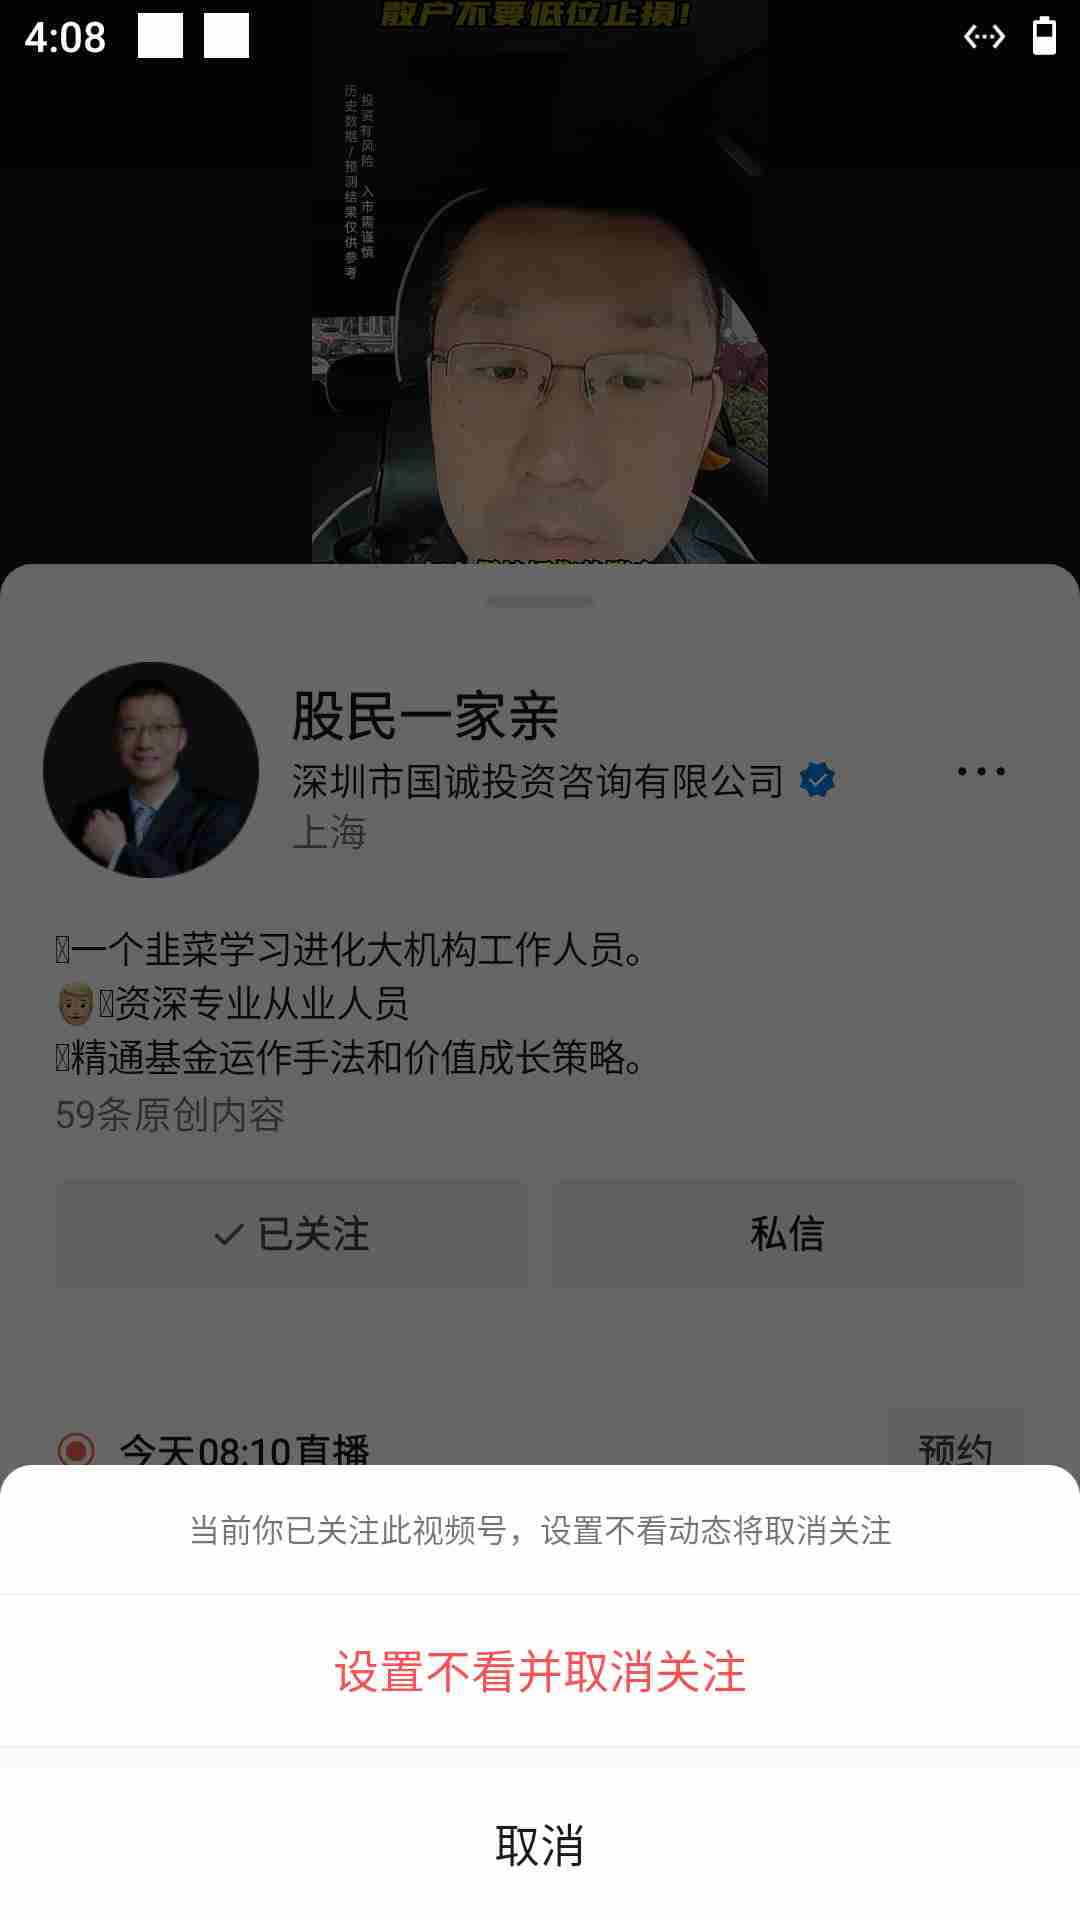 散户不要低位止损！
4:08
投资有风险 入市需谨慎
历史数据/预测结果仅供参考
股民一家亲
深圳市国诚投资咨询有限公司
上海
一个韭菜学习进化大机构工作人员。
资深专业从业人员
精通基金运作手法和价值成长策略。
59条原创内容
已关注
私信
今天08:10直播
预约
当前你已关注此视频号，设置不看动态将取消关注
设置不看并取消关注
取消